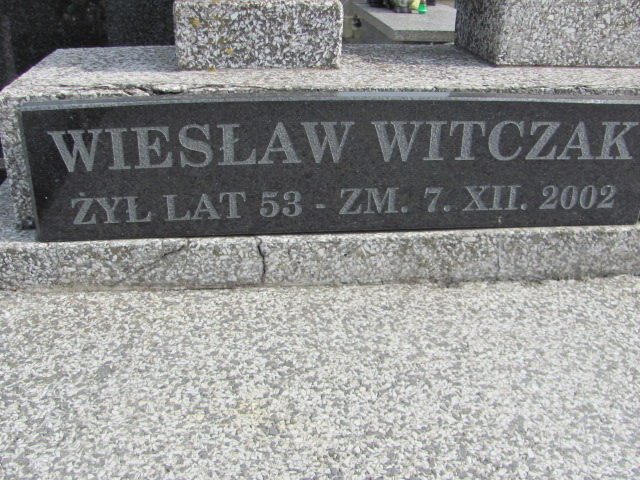 WIESŁAW WITCZAK
ŻYŁ LAT 53 - ZM. 7. XII. 2002